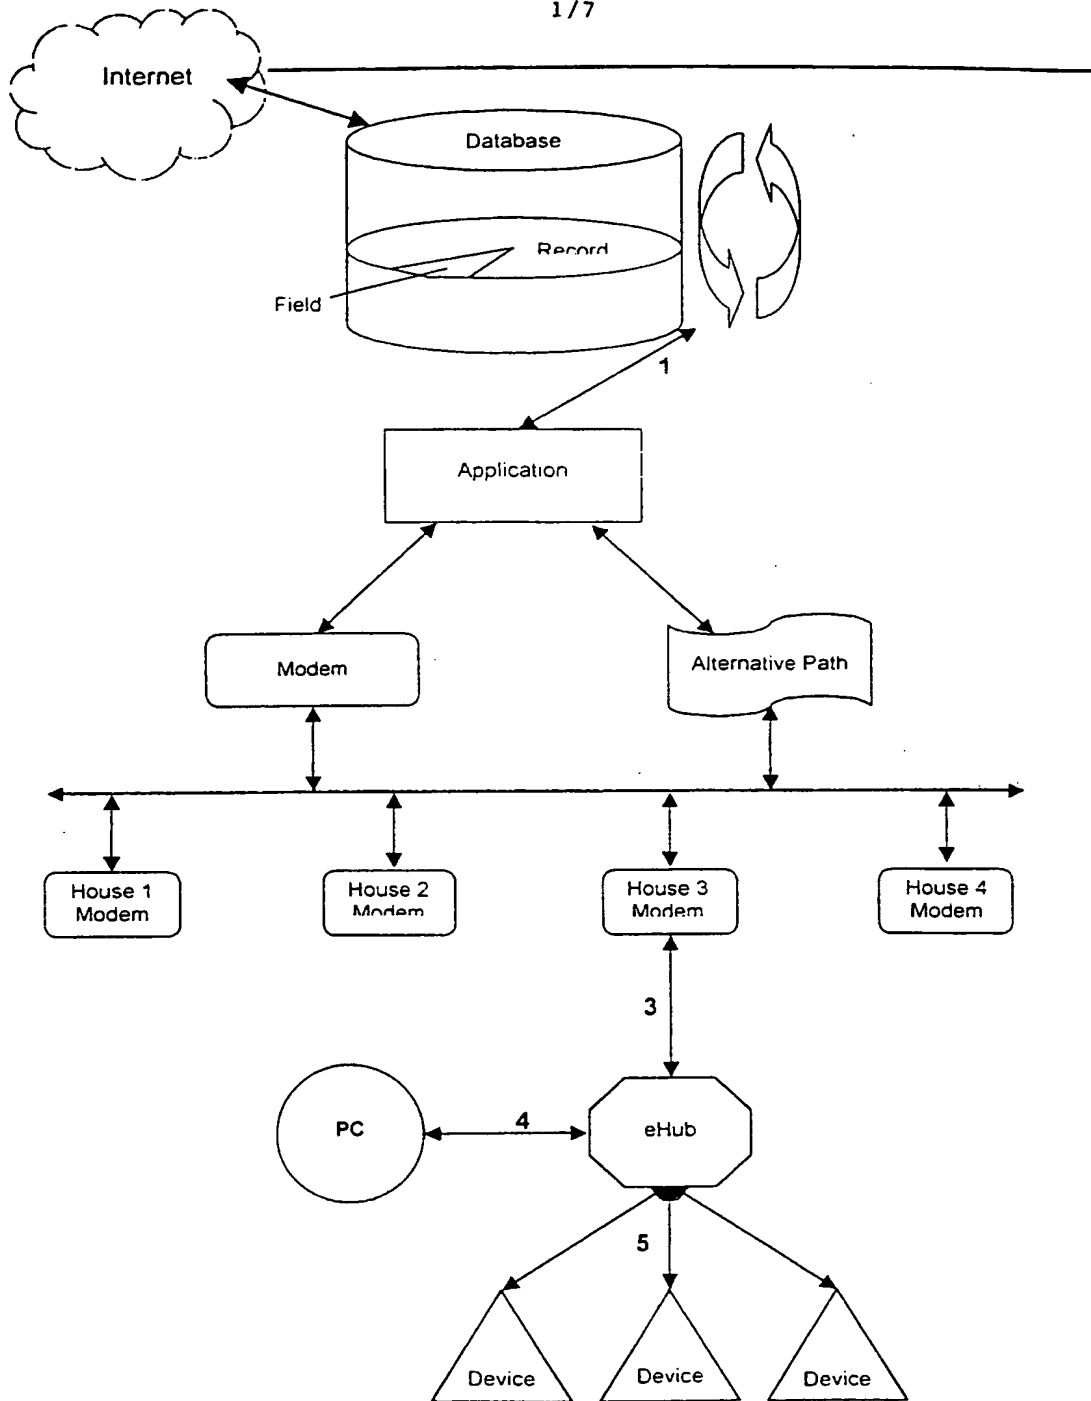 1/7
Internet
Database
Record
Field
1
Application
Modem
Alternative Path
House 1
Modem
House 2
Modem
House 3
Modem
House 4
Modem
3
PC
4
eHub
5
Device
Device
Device